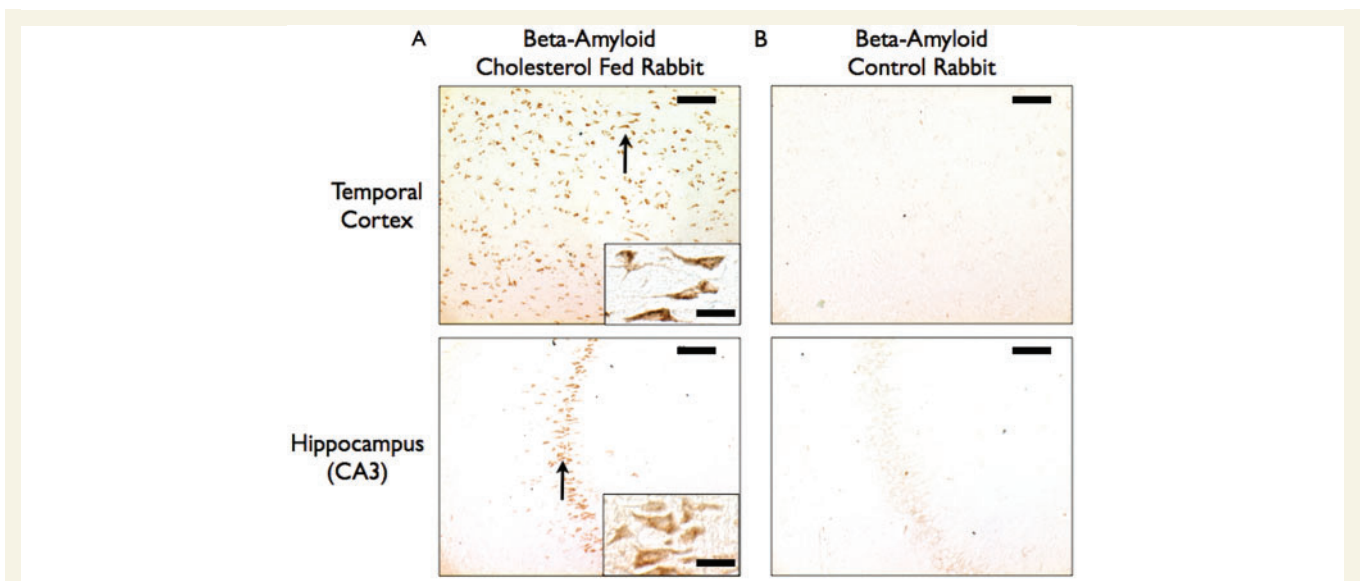 A
Beta-Amyloid
Cholesterol Fed Rabbit
B
Beta-Amyloid
Control Rabbit
Temporal
Cortex
Hippocampus
(CA3)